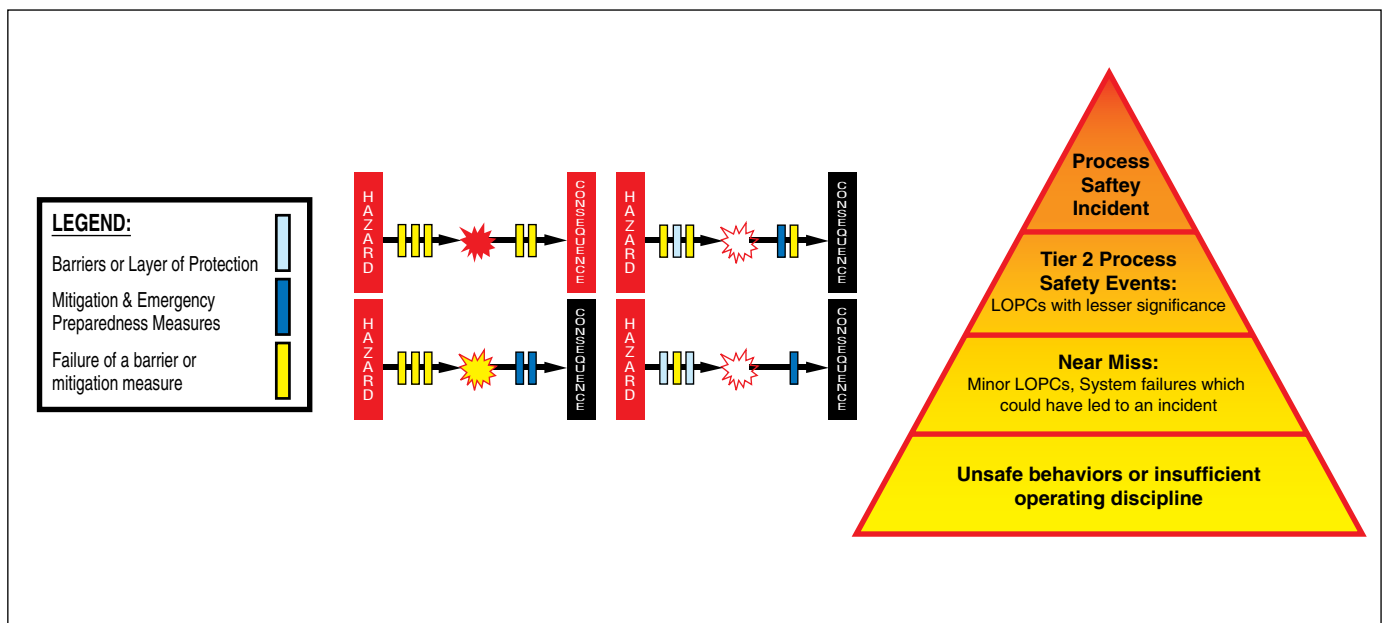 LEGEND:
Barriers or Layer of Protection
Mitigation & Emergency
Preparedness Measures
Failure of a barrier or
mitigation measure
HAZARD
CONSEQUENCE
HAZARD
CONSEQUENCE
HAZARD
CONSEQUENCE
HAZARD
CONSEQUENCE
Process
Saftey
Incident
Tier 2 Process
Safety Events:
LOPCs with lesser significance
Near Miss:
Minor LOPCs, System failures which
could have led to an incident
Unsafe behaviors or insufficient
operating discipline